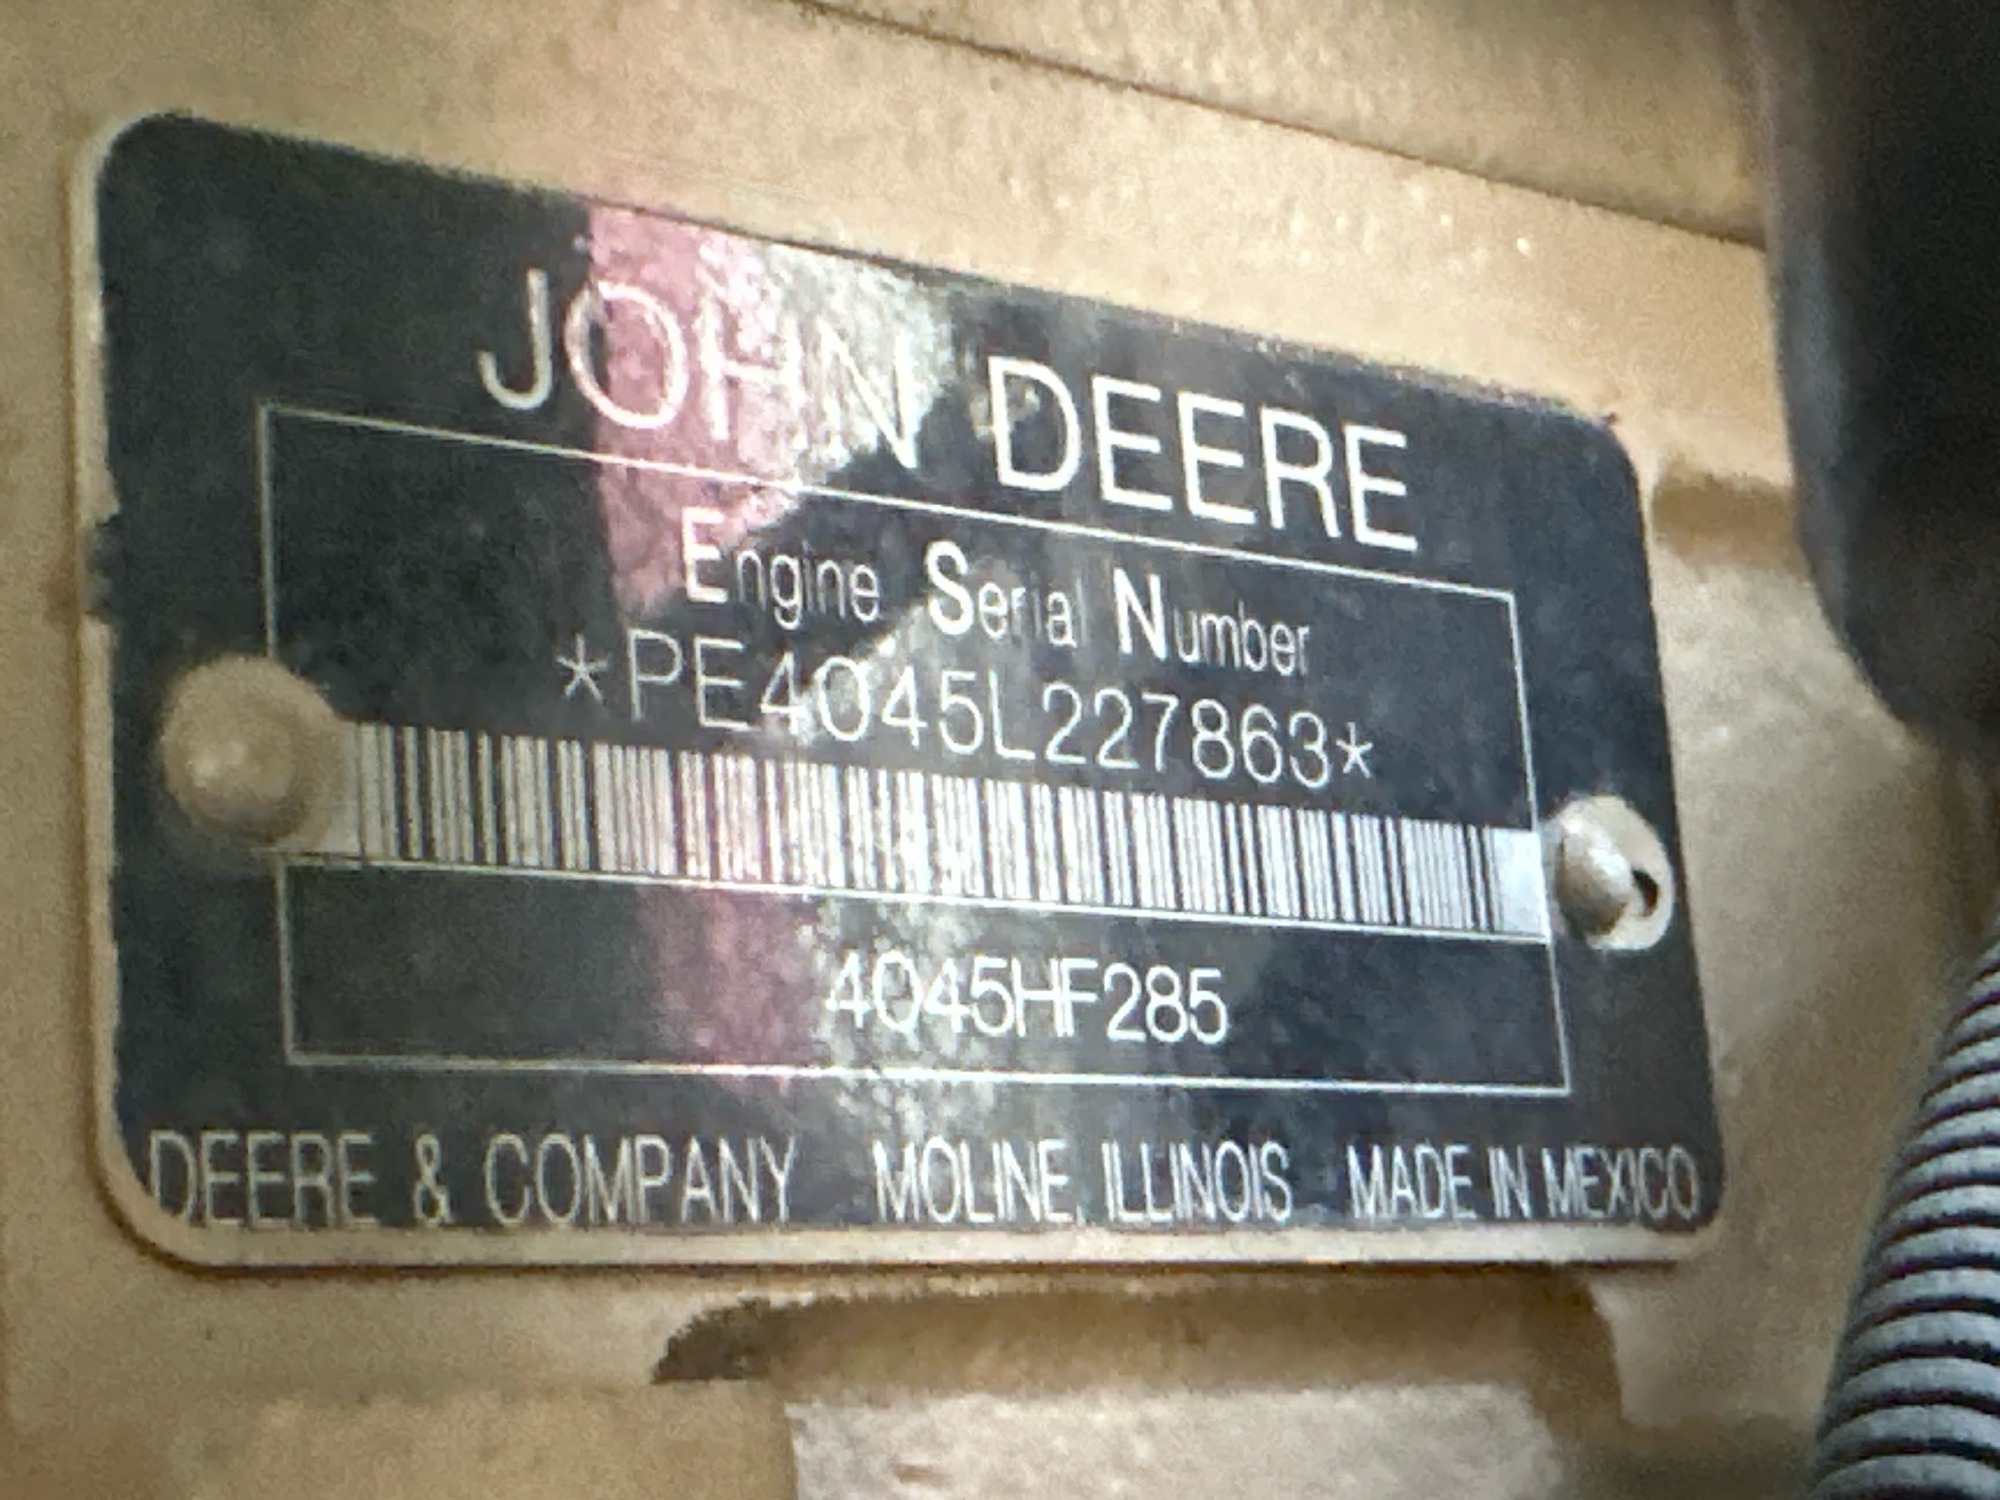 JOHN DEERE
Engine Serial Number
*PE4045L227863*
4045HF285
DEERE & COMPANY MOLINE, ILLINOIS MADE IN MEXICO